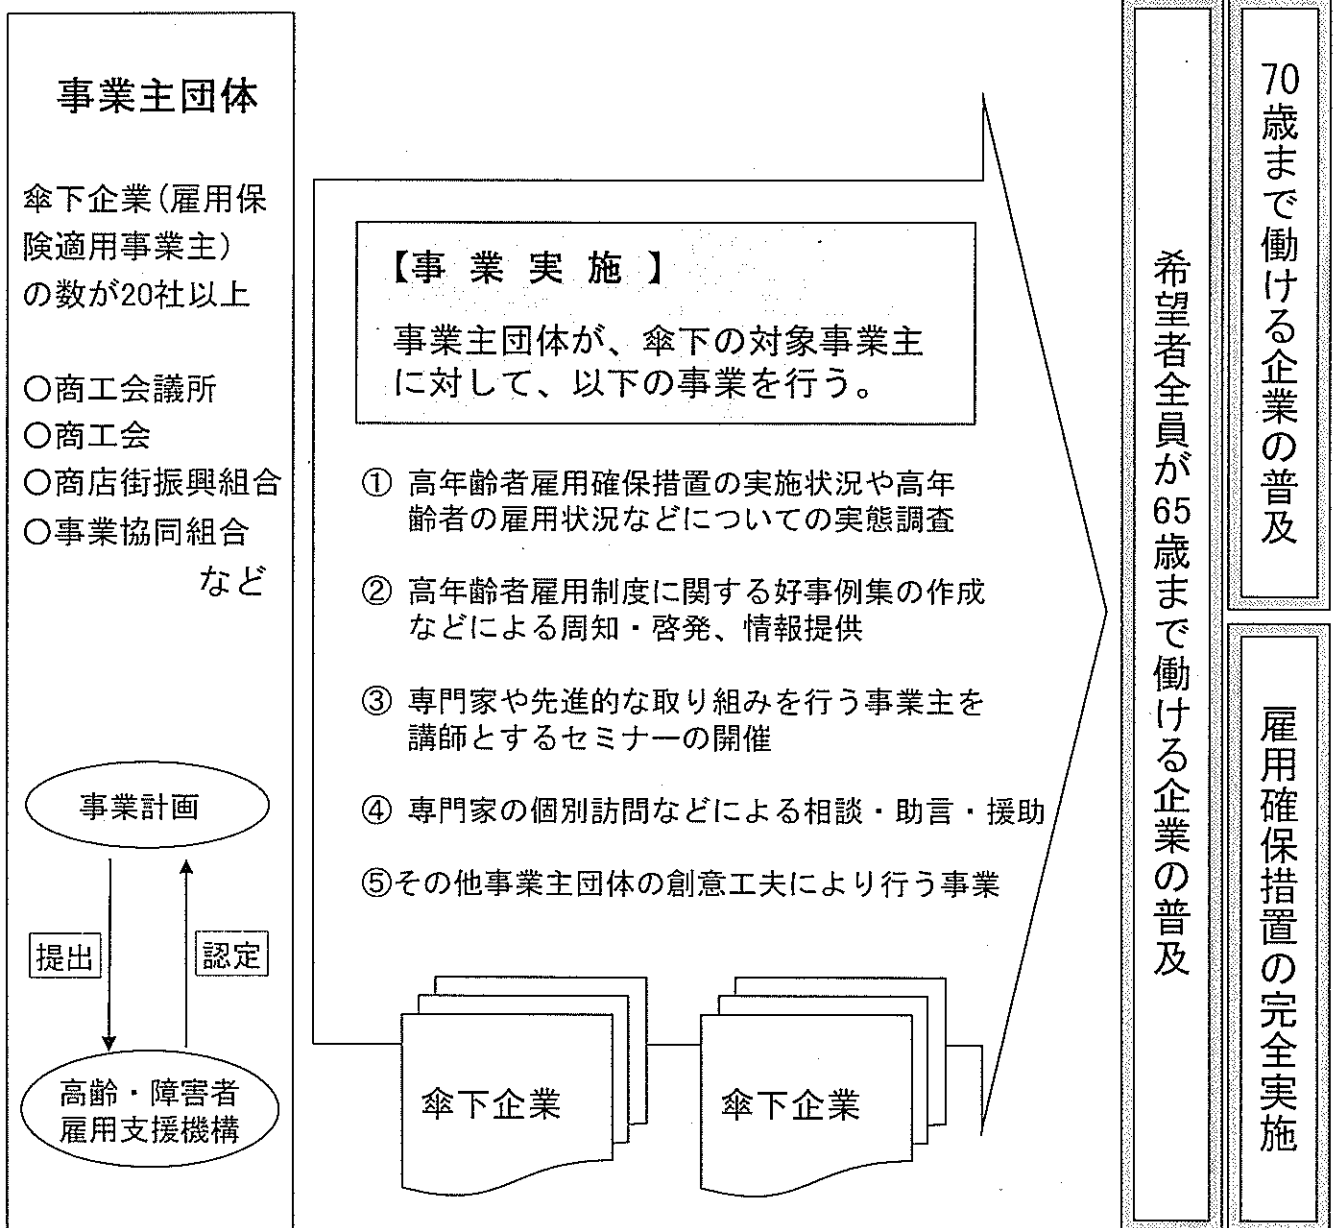 事業主団体
傘下企業(雇用保
険適用事業主)
の数が20社以上
○商工会議所
○商工会
○商店街振興組合
○事業協同組合
など
事業計画
提出
認定
高齢・障害者
雇用支援機構
【事 業 実 施 】
事業主団体が、傘下の対象事業主
に対して、以下の事業を行う。
① 高年齢者雇用確保措置の実施状況や高年
齢者の雇用状況などについての実態調査
② 高年齢者雇用制度に関する好事例集の作成
などによる周知・啓発、情報提供
③ 専門家や先進的な取り組みを行う事業主を
講師とするセミナーの開催
④ 専門家の個別訪問などによる相談・助言・援助
⑤その他事業主団体の創意工夫により行う事業
傘下企業
傘下企業
希望者全員が65歳まで働ける企業の普及
70歳まで働ける企業の普及
雇用確保措置の完全実施